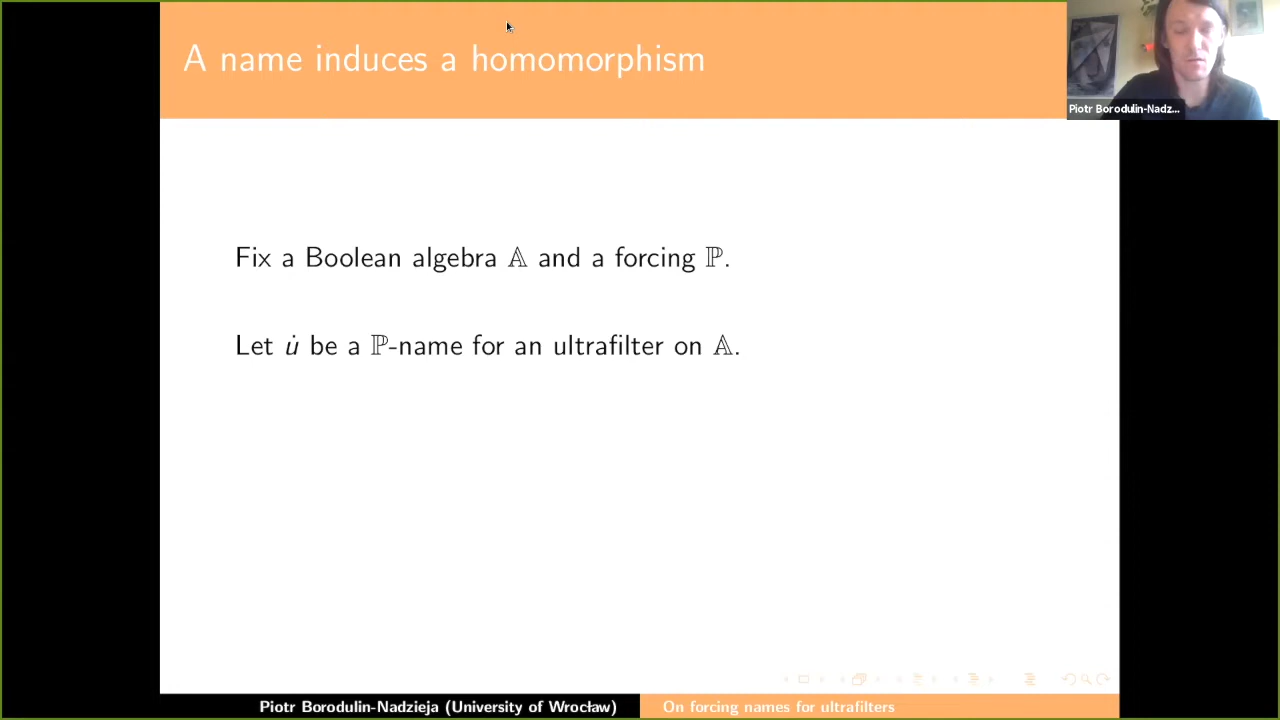 A name induces a homomorphism
Piotr Borodulin-Nadz...
Fix a Boolean algebra 𝔸 and a forcing ℙ.
Let u̇ be a ℙ-name for an ultrafilter on 𝔸.
Piotr Borodulin-Nadzieja (University of Wrocław)
On forcing names for ultrafilters